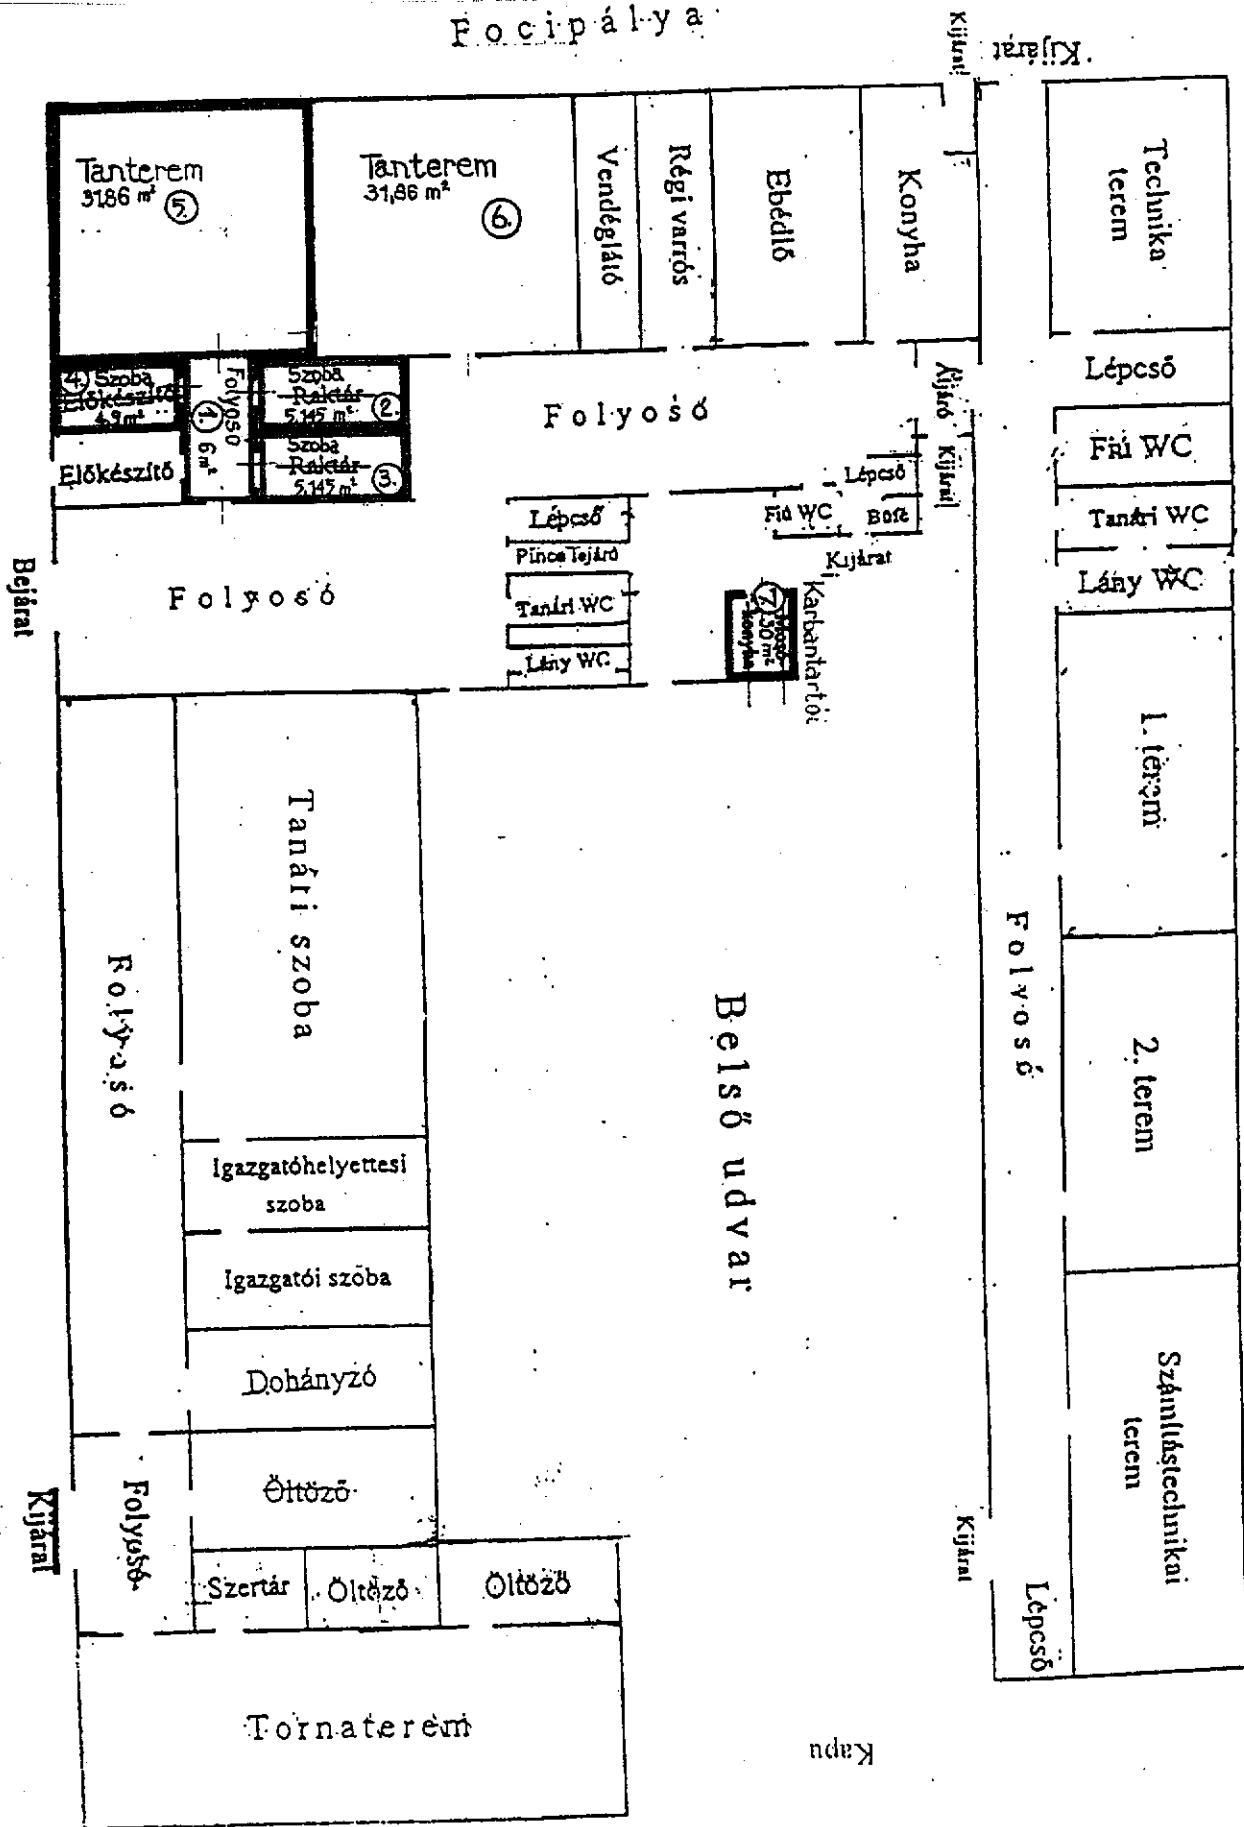 Focipálya
Kijárat
Kijárat
Tanterem
31,86 m²
5.
Tanterem
31,86 m²
6.
Vendéglátó
Régi varrós
Ebédlő
Konyha
Technika
terem
4. Szoba
Előkészítő
4,9 m²
Folyosó
1.
6 m²
Szoba
Raktár
5,145 m²
2.
Szoba
Raktár
5,145 m²
3.
Előkészítő
Folyosó
Átjáró
Kijárat
Lépcső
Fiú WC
Büfé
Kijárat
Lépcső
Fiú WC
Tanári WC
Lány WC
Lépcső
Pince Tejáró
Tanári WC
Lány WC
7.
konyha
Karbantartói
Bejárat
Folyosó
1. terem
2. terem
Folyosó
Tanári szoba
Folyosó
Belső udvar
Igazgatóhelyettesi
szoba
Igazgatói szoba
Dohányzó
Öltöző
Folyosó
Kijárat
Szertár
Öltöző
Öltöző
Tornaterem
Számítástechnikai
terem
Kijárat
Lépcső
Kapu